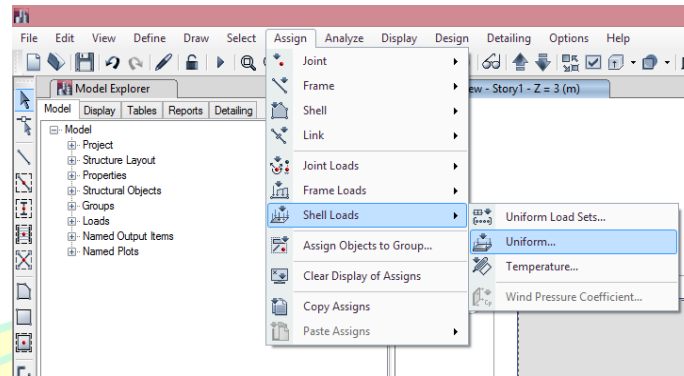 File Edit View Define Draw Select Assign Analyze Display Design Detailing Options Help
Model Explorer
ew - Story1 - Z = 3 (m)
Model Display Tables Reports Detailing
Model
Project
Structure Layout
Properties
Structural Objects
Groups
Loads
Named Output Items
Named Plots
Joint
Frame
Shell
Link
Joint Loads
Frame Loads
Shell Loads
Assign Objects to Group...
Clear Display of Assigns
Copy Assigns
Paste Assigns
Uniform Load Sets...
Uniform...
Temperature...
Wind Pressure Coefficient...